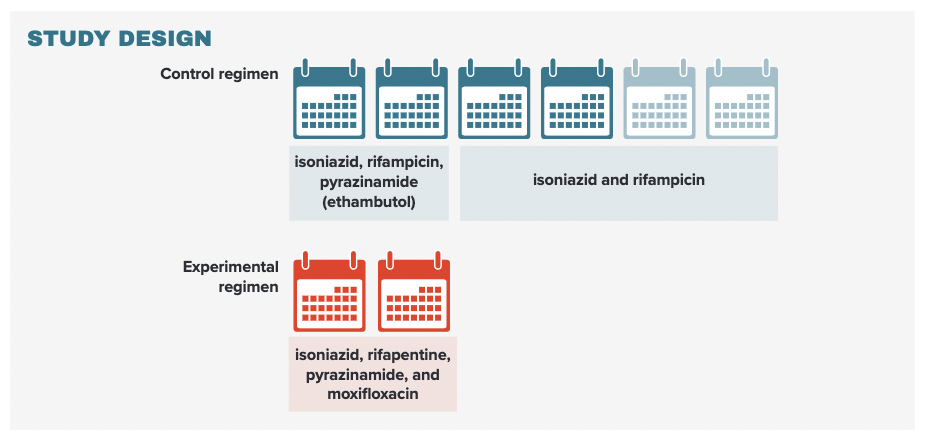 STUDY DESIGN
Control regimen
isoniazid, rifampicin,
pyrazinamide
(ethambutol)
isoniazid and rifampicin
Experimental
regimen
isoniazid, rifapentine,
pyrazinamide, and
moxifloxacin